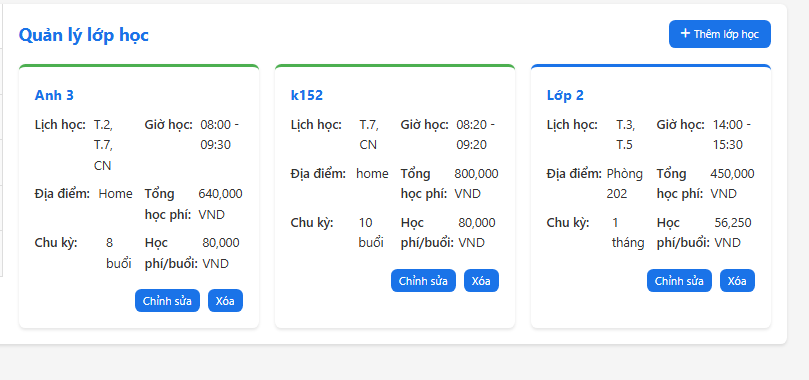 Quản lý lớp học
+ Thêm lớp học
Anh 3
Lịch học: T.2, Giờ học: 08:00 -
T.7, 09:30
CN
Địa điểm: Home Tổng 640,000
học phí: VND
Chu kỳ: 8 Học 80,000
buổi phí/buổi: VND
Chỉnh sửa Xóa
k152
Lịch học: T.7, Giờ học: 08:20 -
CN 09:20
Địa điểm: home Tổng 800,000
học phí: VND
Chu kỳ: 10 Học 80,000
buổi phí/buổi: VND
Chỉnh sửa Xóa
Lớp 2
Lịch học: T.3, Giờ học: 14:00 -
T.5 15:30
Địa điểm: Phòng Tổng 450,000
202 học phí: VND
Chu kỳ: 1 Học 56,250
tháng phí/buổi: VND
Chỉnh sửa Xóa